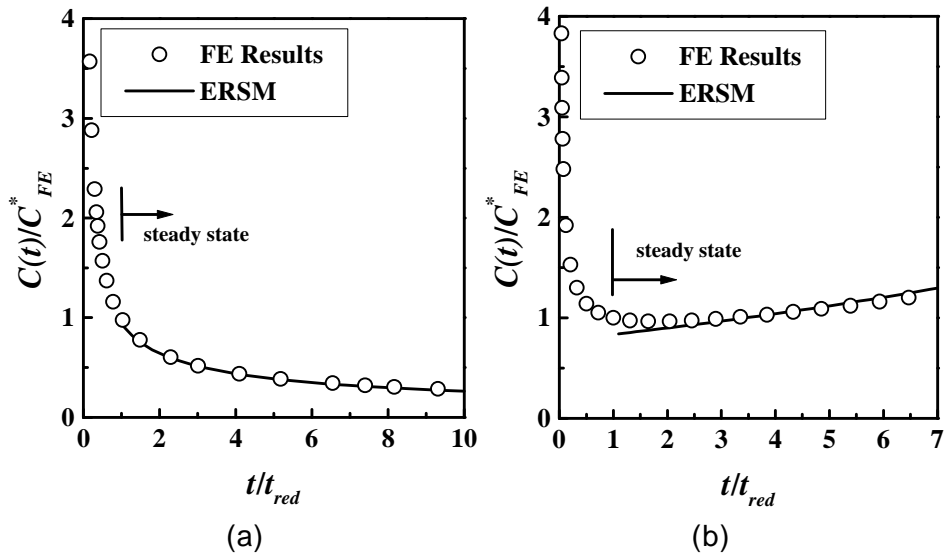 4
3
2
1
0
C(t)/C*FE
FE Results
ERSM
steady state
0 2 4 6 8 10
t/tred
(a)
4
3
2
1
0
C(t)/C*FE
FE Results
ERSM
steady state
0 1 2 3 4 5 6 7
t/tred
(b)